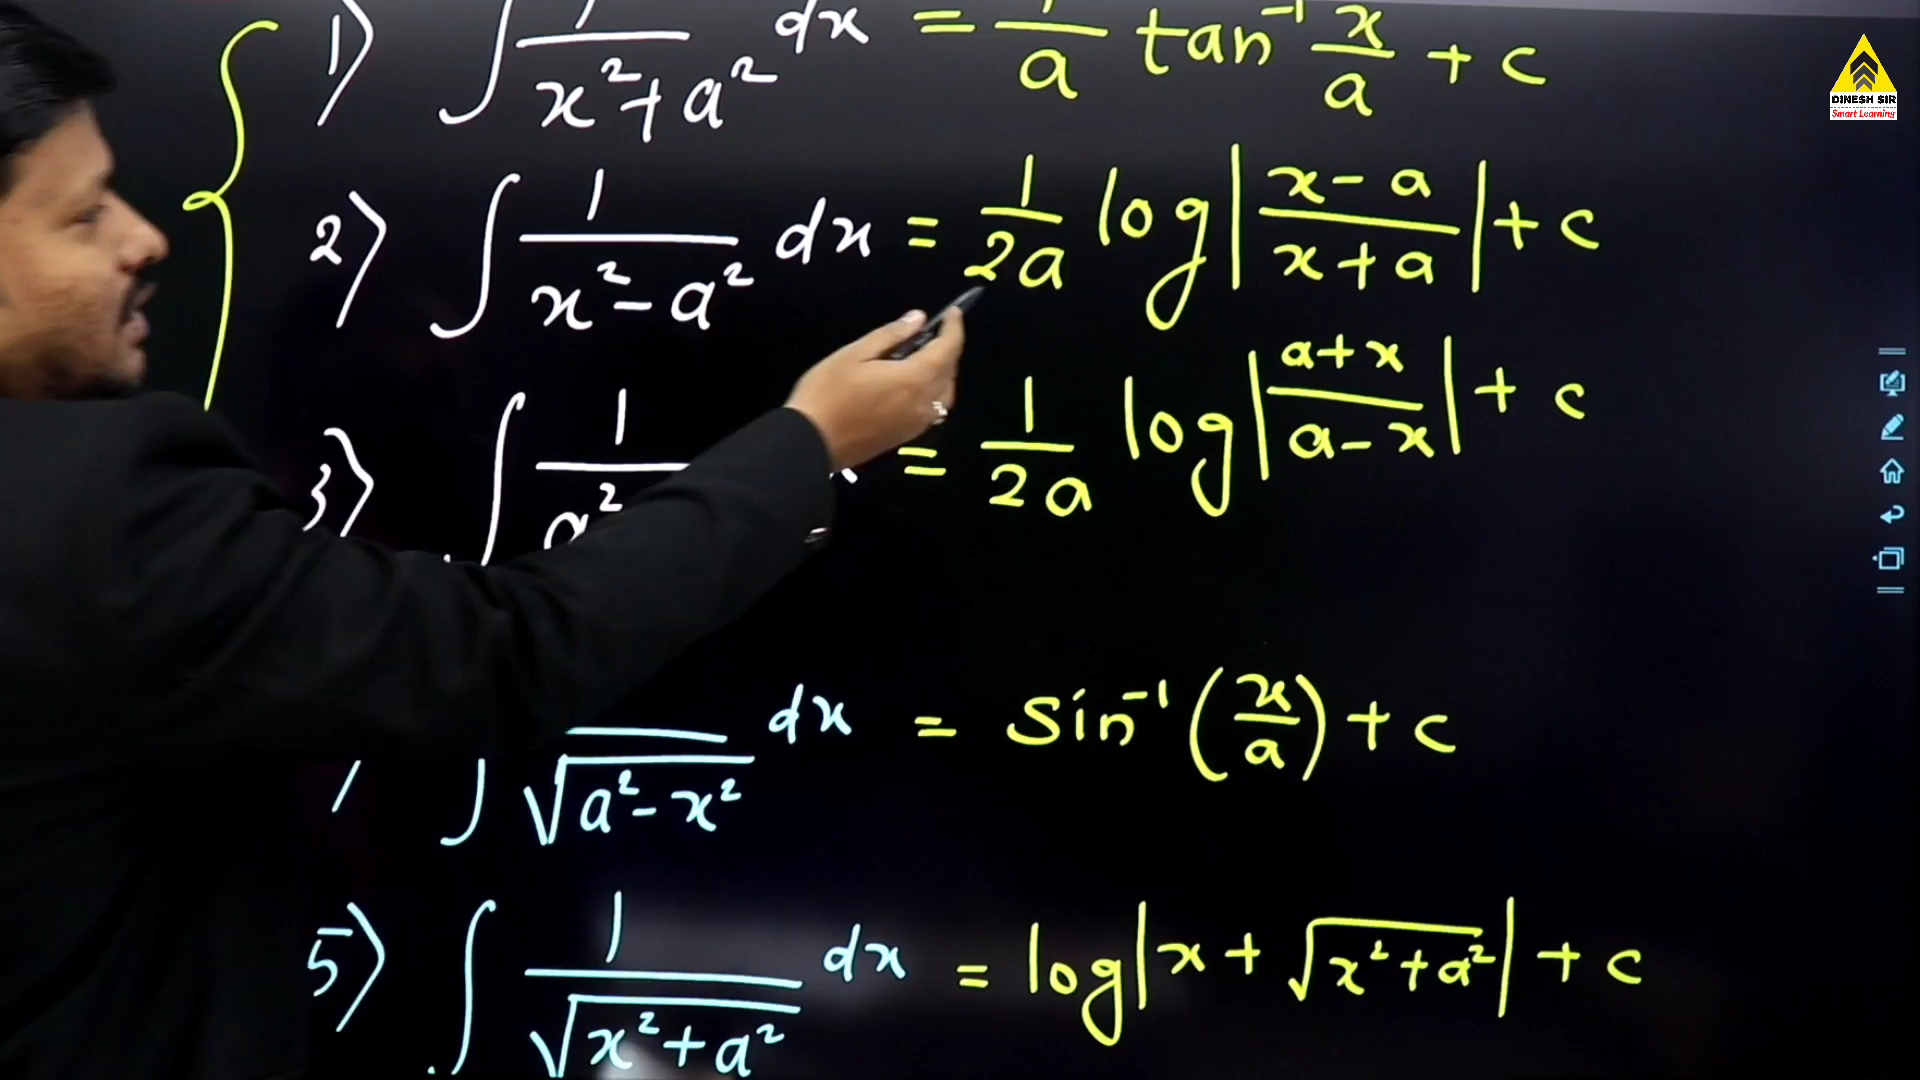 1) ∫ 1/(x²+a²) dx = 1/a tan⁻¹ x/a + c
2) ∫ 1/(x²-a²) dx = 1/2a log|(x-a)/(x+a)| + c
3) ∫ 1/a² = 1/2a log|(a+x)/(a-x)| + c
∫ /√(a²-x²) dx = sin⁻¹(x/a) + c
5) ∫ 1/√(x²+a²) dx = log|x + √(x²+a²)| + c
DINESH SIR
Smart Learning